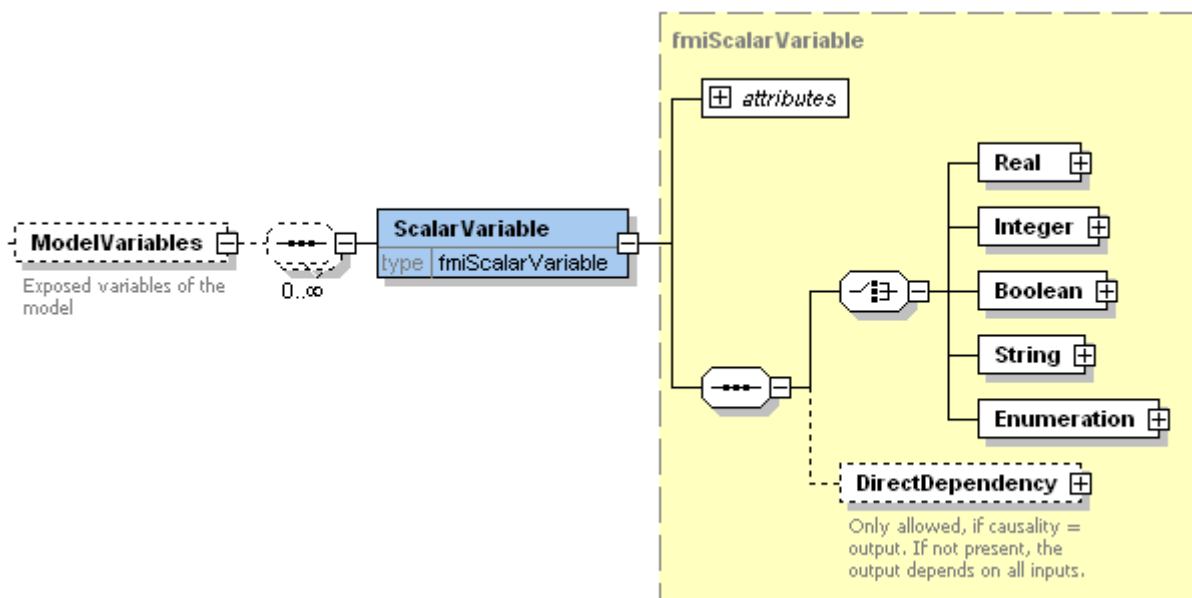 fmiScalarVariable
attributes
Real
Integer
ModelVariables
ScalarVariable
type fmiScalarVariable
Exposed variables of the
model
0..∞
Boolean
String
Enumeration
DirectDependency
Only allowed, if causality =
output. If not present, the
output depends on all inputs.